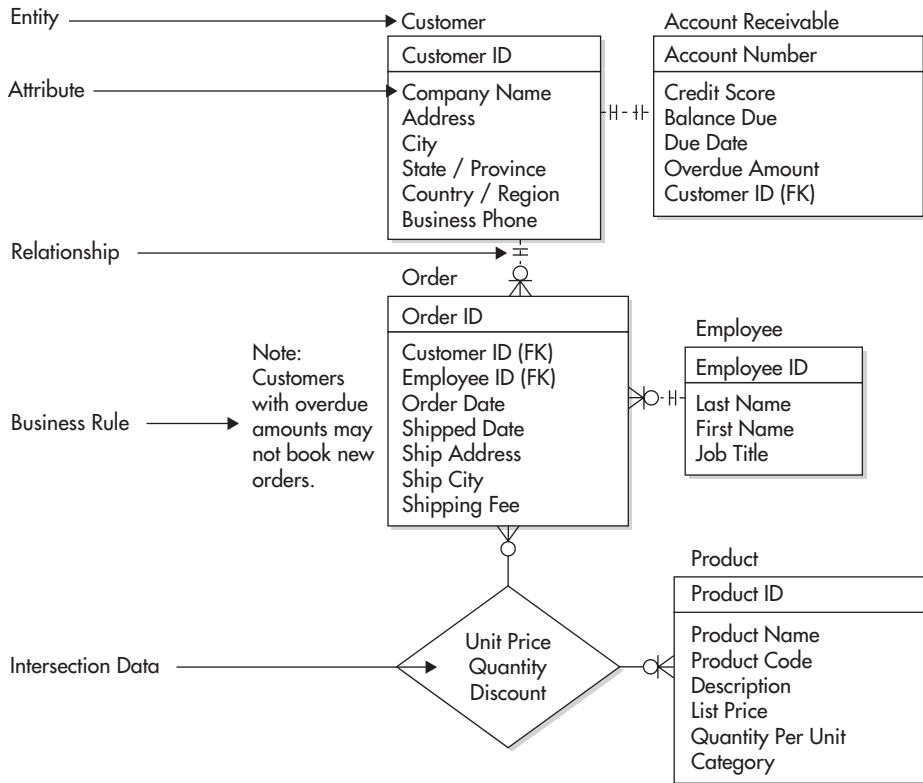 Entity
Customer
Account Receivable
Customer ID
Account Number
Attribute
Company Name
Address
City
State / Province
Country / Region
Business Phone
Credit Score
Balance Due
Due Date
Overdue Amount
Customer ID (FK)
Relationship
Order
Order ID
Customer ID (FK)
Employee ID (FK)
Order Date
Shipped Date
Ship Address
Ship City
Shipping Fee
Employee
Employee ID
Last Name
First Name
Job Title
Business Rule
Note:
Customers
with overdue
amounts may
not book new
orders.
Product
Product ID
Product Name
Product Code
Description
List Price
Quantity Per Unit
Category
Intersection Data
Unit Price
Quantity
Discount